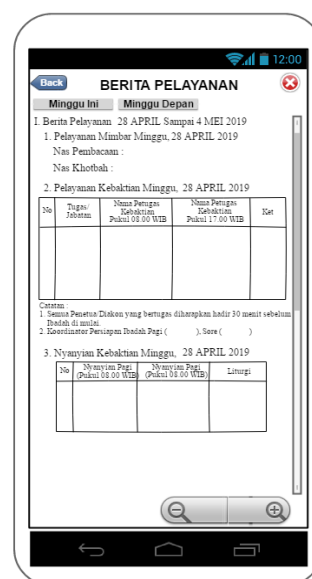 12:00
Back
BERITA PELAYANAN
Minggu Ini Minggu Depan
I. Berita Pelayanan 28 APRIL Sampai 4 MEI 2019
1. Pelayanan Mimbar Minggu, 28 APRIL 2019
Nas Pembacaan :
Nas Khotbah :
2. Pelayanan Kebaktian Minggu, 28 APRIL 2019
No
Tugas/
Jabatan
Nama Petugas
Kebaktian
Pukul 08.00 WIB
Nama Petugas
Kebaktian
Pukul 17.00 WIB
Ket
Catatan :
1. Semua Penetua/Diakon yang bertugas diharapkan hadir 30 menit sebelum
Ibadah di mulai.
2. Koordinator Persiapan Ibadah Pagi ( ), Sore ( )
3. Nyanyian Kebaktian Minggu, 28 APRIL 2019
No
Nyanyian Pagi
(Pukul 08.00 WIB)
Nyanyian Pagi
(Pukul 08.00 WIB)
Liturgi